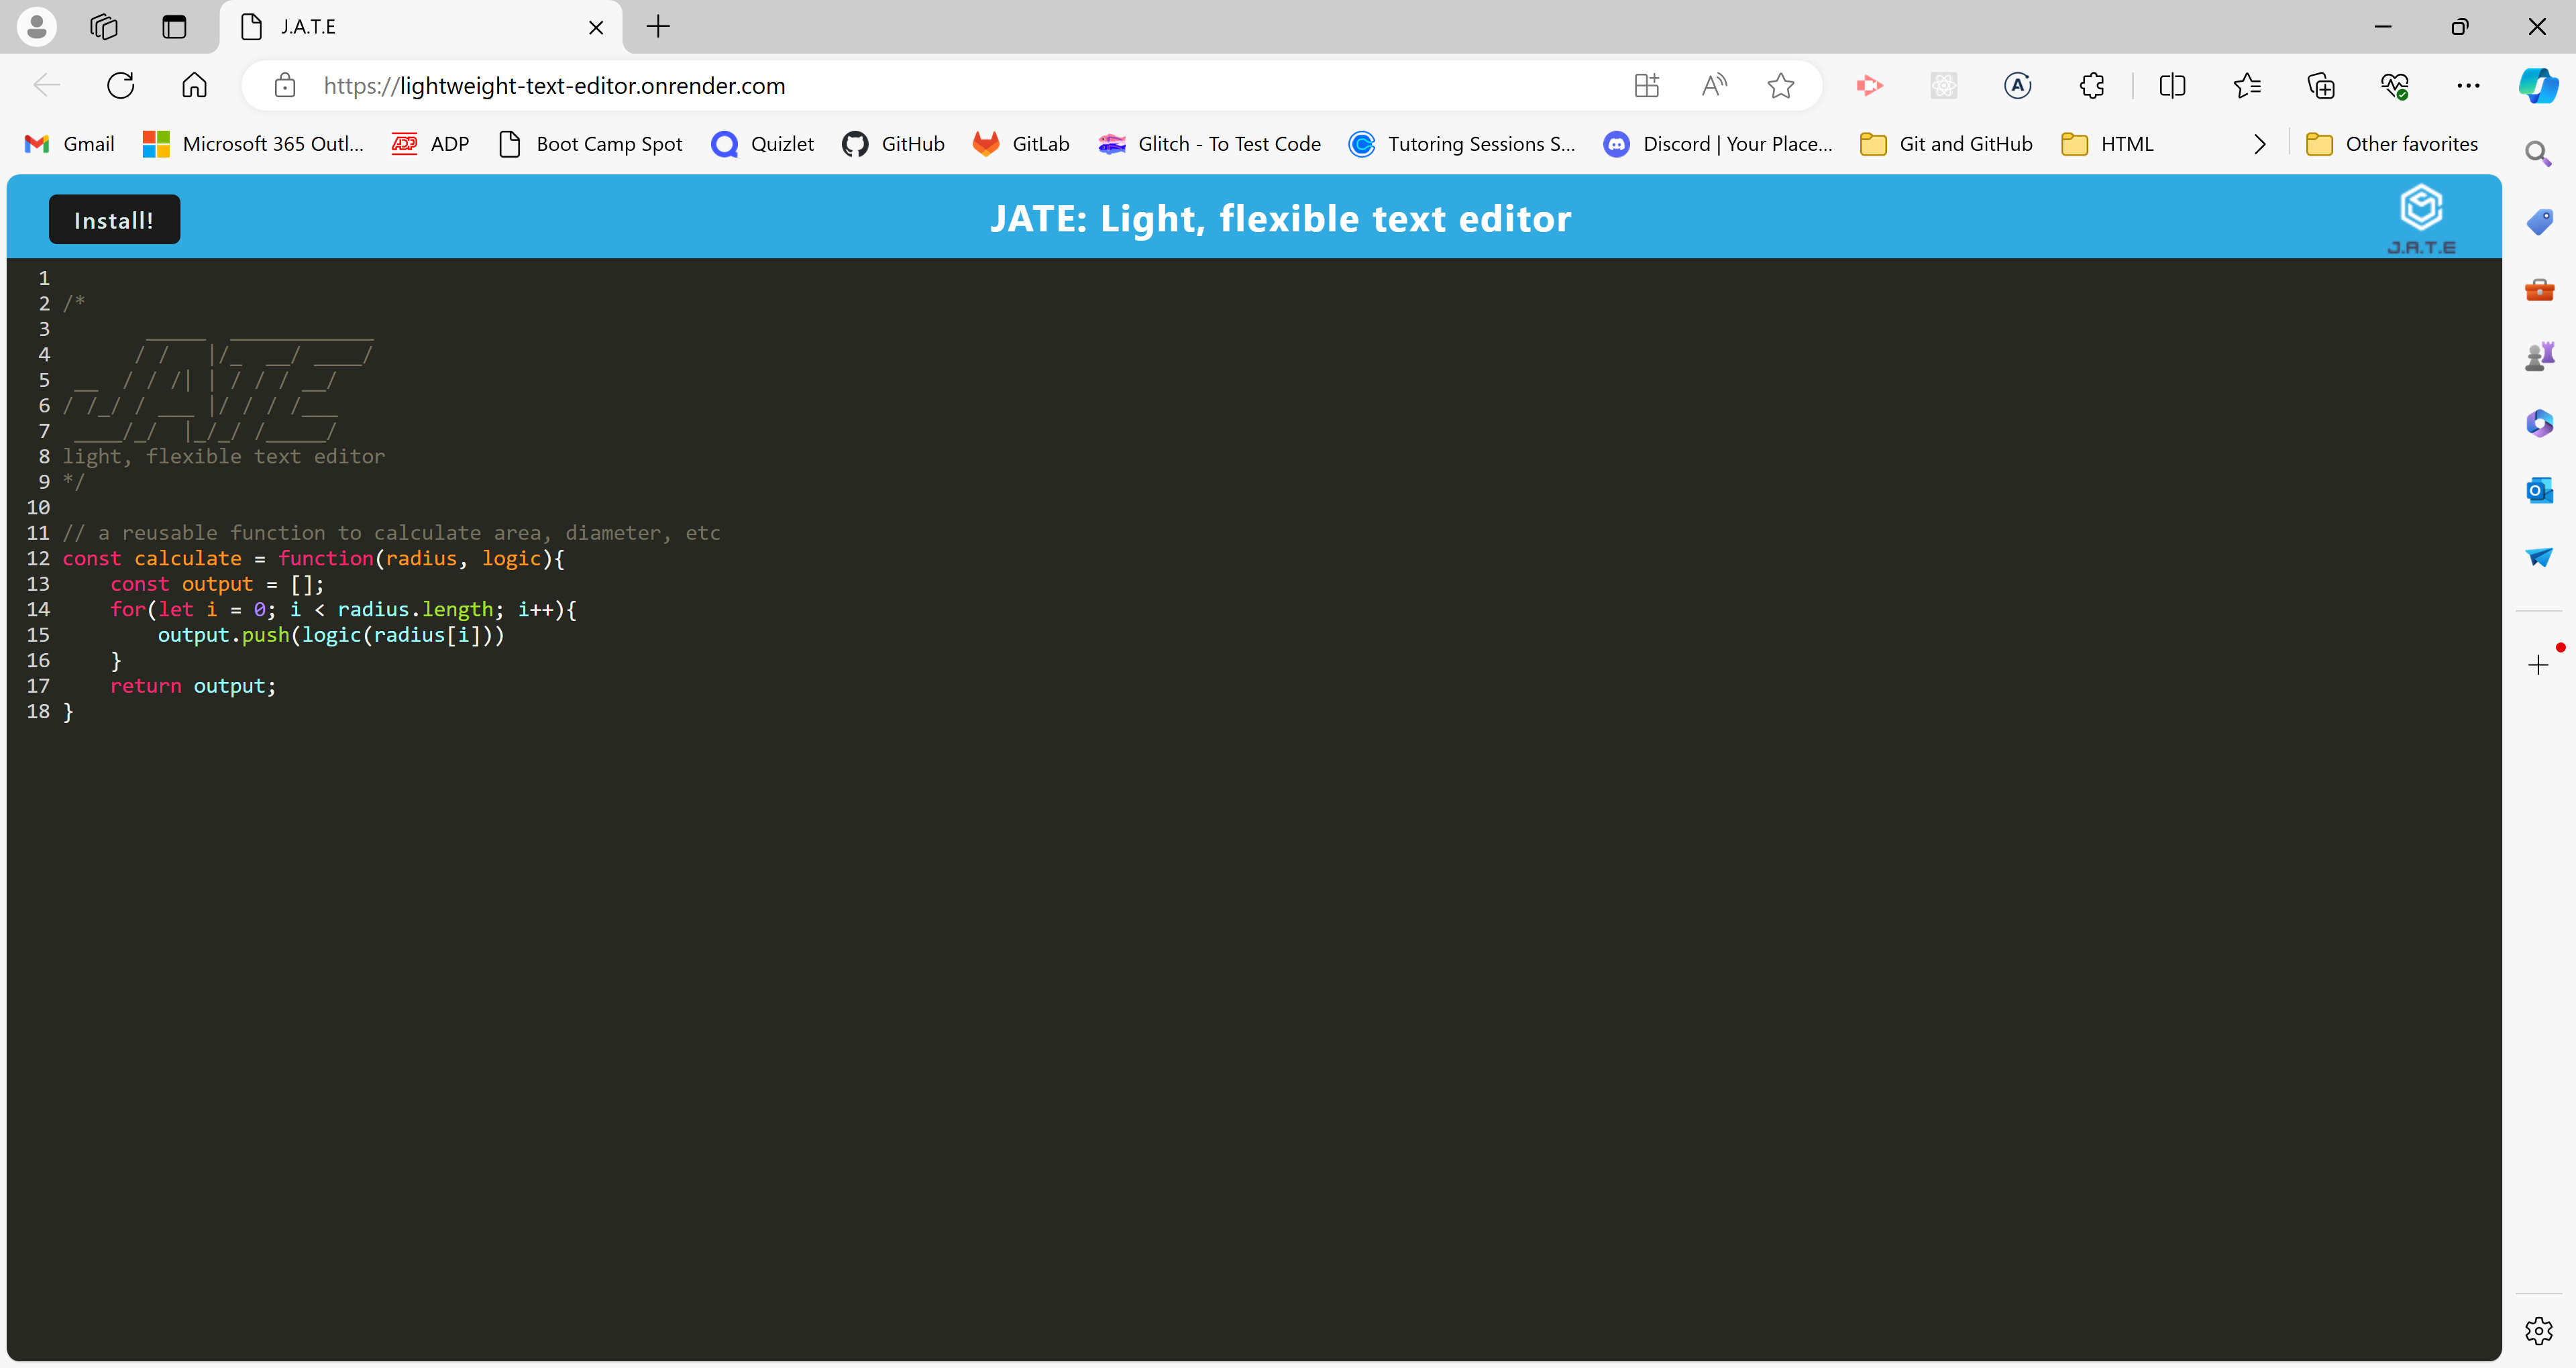 J.A.T.E
https://lightweight-text-editor.onrender.com
Gmail Microsoft 365 Outl... ADP Boot Camp Spot Quizlet GitHub GitLab Glitch - To Test Code Tutoring Sessions S... Discord | Your Place... Git and GitHub HTML Other favorites
Install! JATE: Light, flexible text editor
J.A.T.E
1
2 /*
3       _____  ____________
4      / /   |/_  __/ ____/
5 __  / / /| | / / / __/
6 / /_/ / ___ |/ / / /___
7 ____/_/  |_/_/ /_____/
8 light, flexible text editor
9 */
10
11 // a reusable function to calculate area, diameter, etc
12 const calculate = function(radius, logic){
13     const output = [];
14     for(let i = 0; i < radius.length; i++){
15         output.push(logic(radius[i]))
16     }
17     return output;
18 }